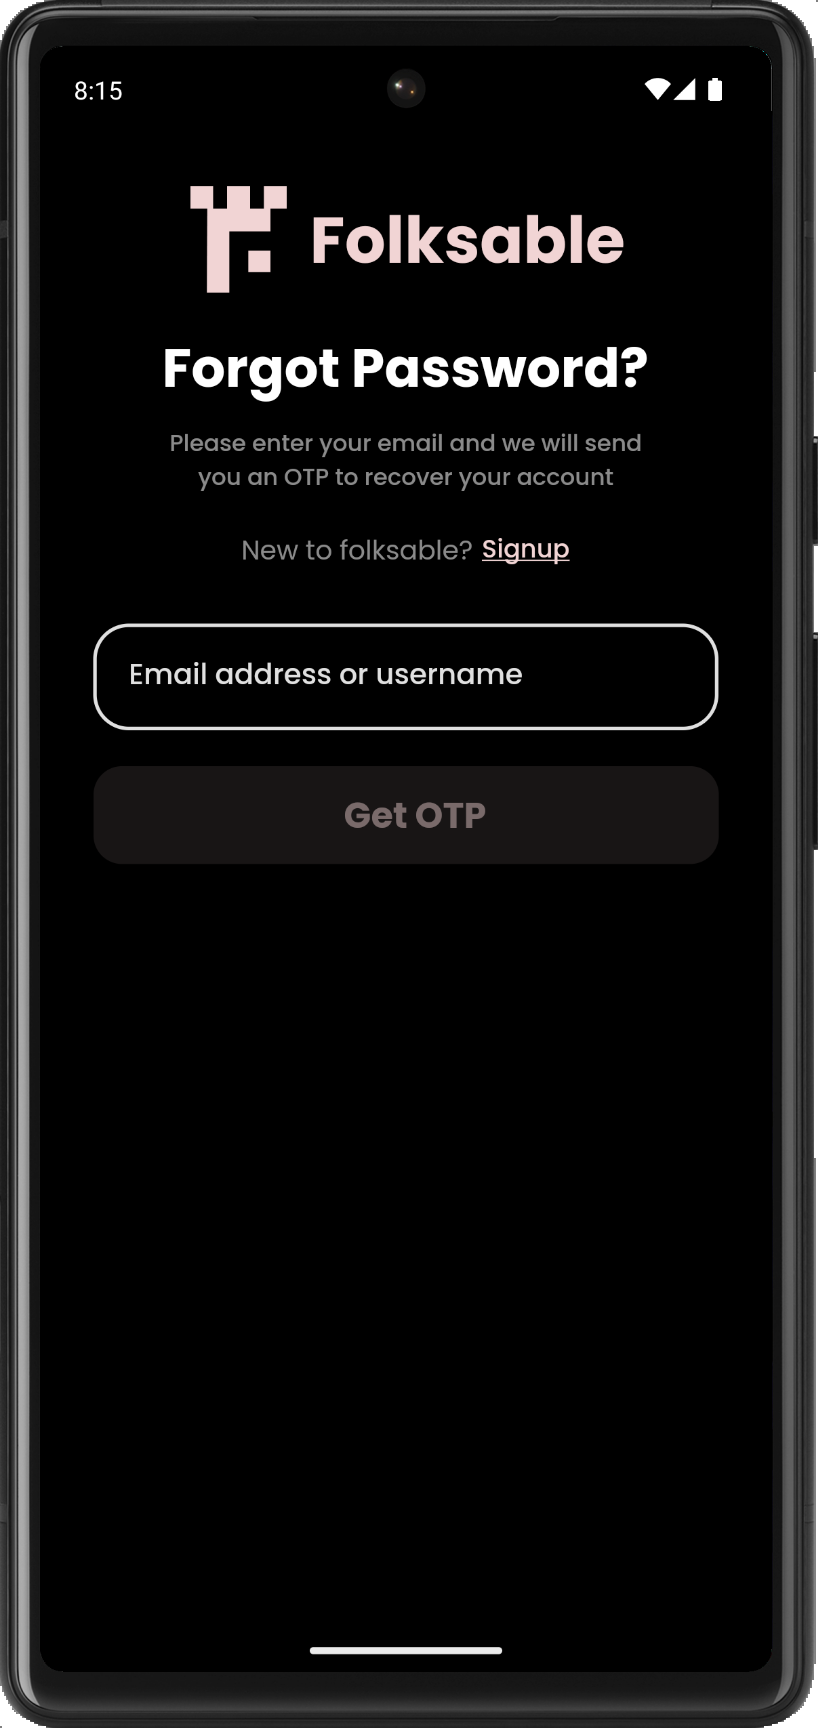 8:15
Folksable
Forgot Password?
Please enter your email and we will send
you an OTP to recover your account
New to folksable? Signup
Email address or username
Get OTP